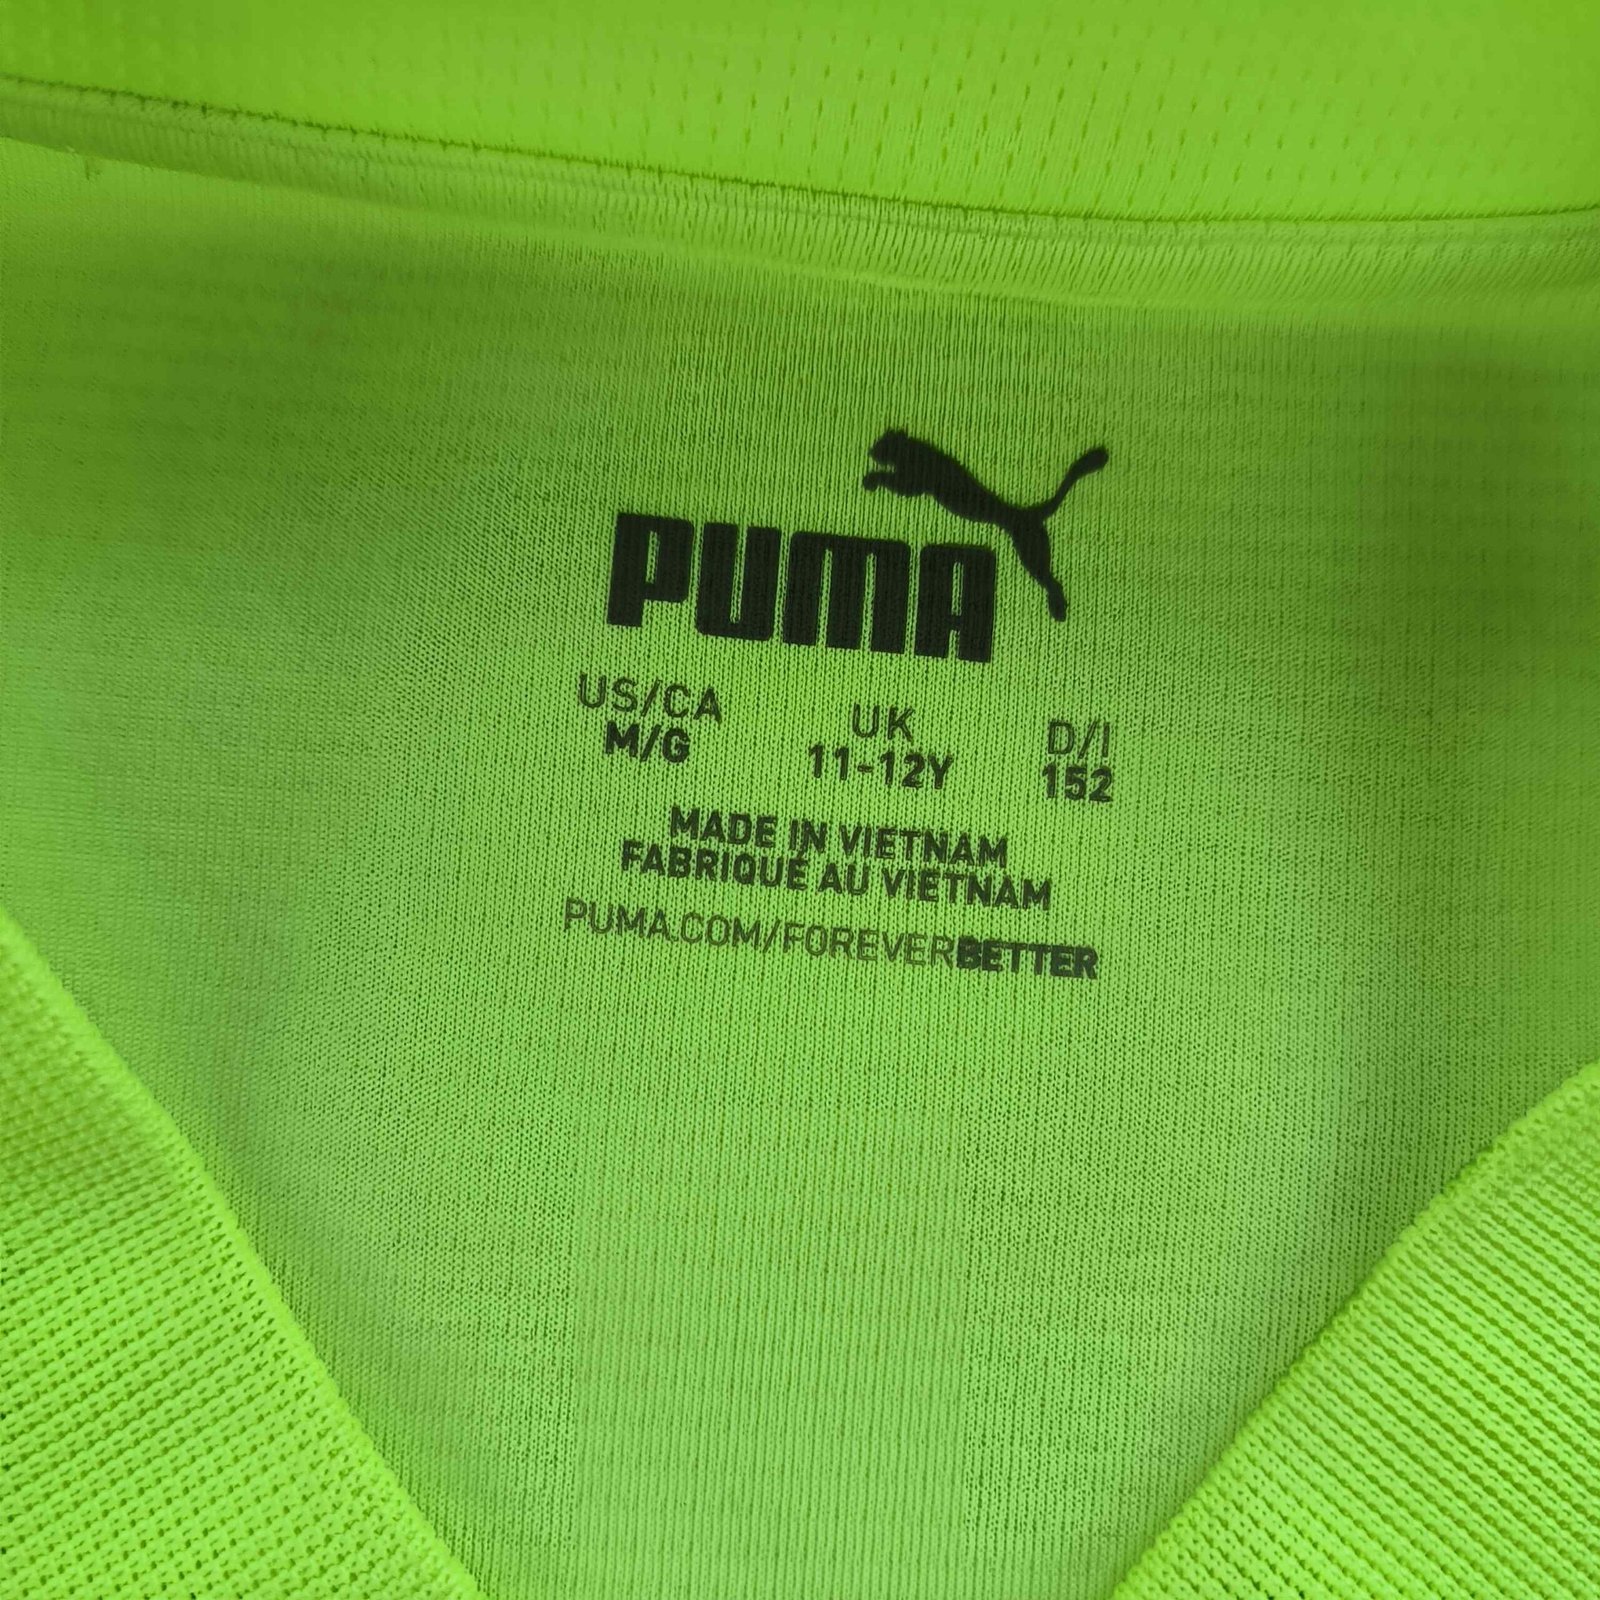 PUMA
US/CA UK D/I
M/G 11-12Y 152
MADE IN VIETNAM
FABRIQUÉ AU VIETNAM
PUMA.COM/FOREVERBETTER